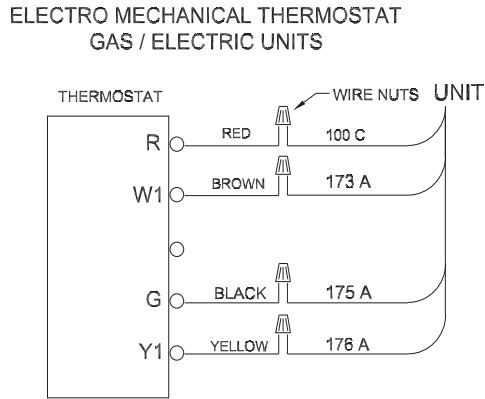 ELECTRO MECHANICAL THERMOSTAT
GAS / ELECTRIC UNITS
THERMOSTAT
WIRE NUTS
UNIT
R RED 100 C
W1 BROWN 173 A
G BLACK 175 A
Y1 YELLOW 176 A